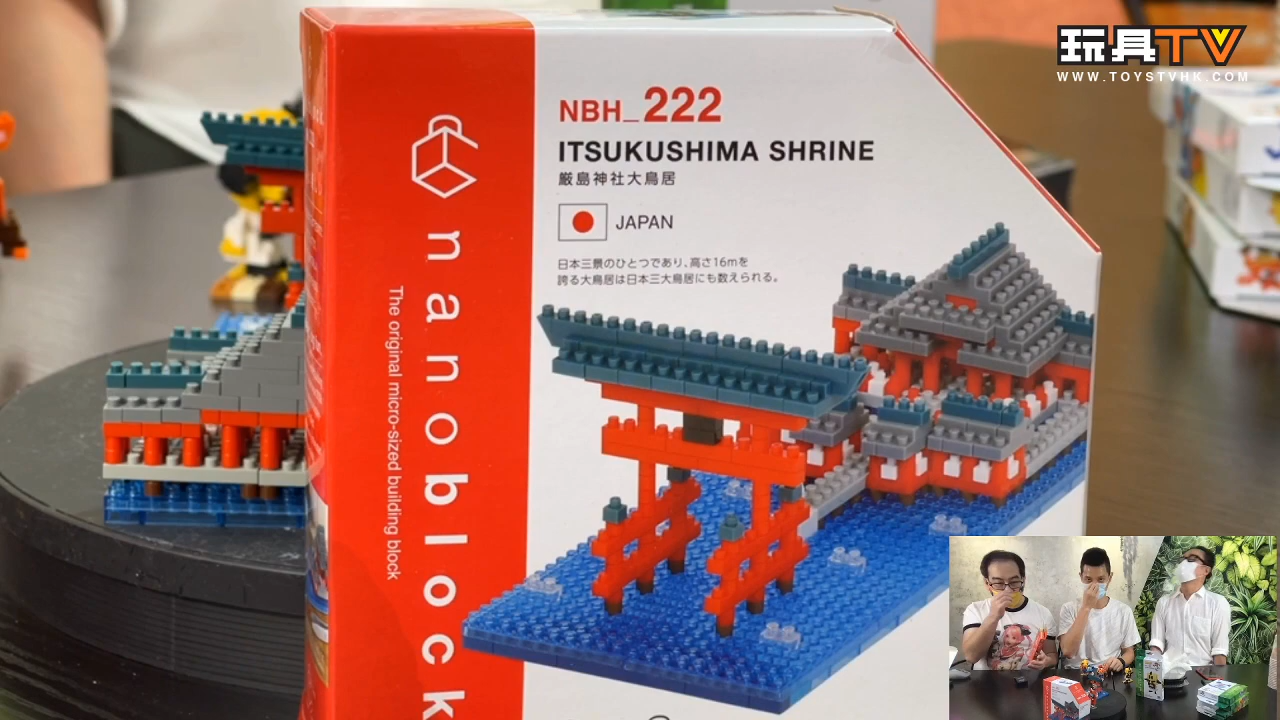 玩具TV
WWW.TOYSTVHK.COM
NBH_222
ITSUKUSHIMA SHRINE
厳島神社大鳥居
JAPAN
日本三景のひとつであり、高さ16mを
誇る大鳥居は日本三大鳥居にも数えられる。
nanoblock
The original micro-sized building block